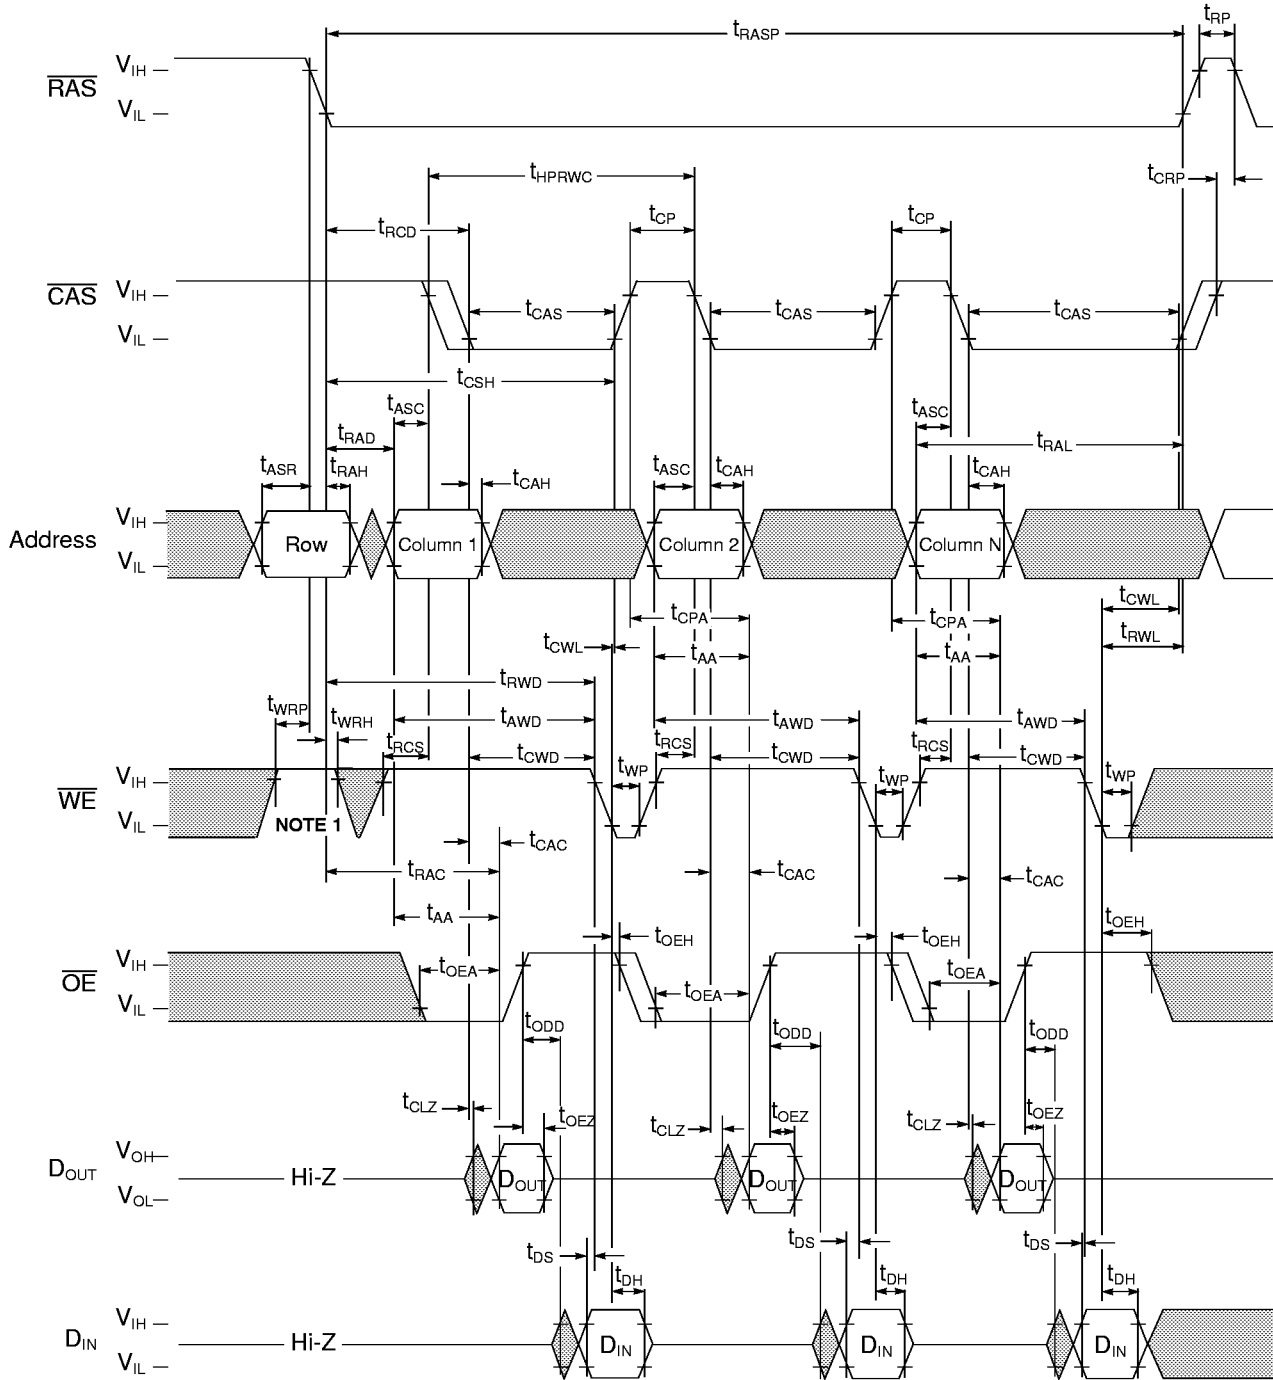 tRP
tRASP
RAS
VIH
VIL
tHPRWC
tCRP
tCP
tCP
tRCD
CAS
VIH
VIL
tCAS
tCAS
tCAS
tCSH
tASC
tASC
tRAD
tRAL
tASR
tRAH
tASC
tCAH
tCAH
tCAH
Address
VIH
VIL
Row
Column 1
Column 2
Column N
tCWL
tCPA
tCPA
tRWL
tCWL
tAA
tAA
tRWD
tWRP
tWRH
tAWD
tAWD
tAWD
tRCS
tCWD
tRCS
tCWD
tRCS
tCWD
WE
VIH
VIL
tWP
tWP
tWP
NOTE 1
tCAC
tRAC
tCAC
tCAC
tAA
tOEH
tOEH
tOEH
OE
VIH
VIL
tOEA
tOEA
tOEA
tODD
tODD
tODD
tCLZ
tOEZ
tCLZ
tOEZ
tCLZ
tOEZ
DOUT
VOH
VOL
Hi-Z
DOUT
DOUT
DOUT
tDS
tDS
tDS
tDH
tDH
tDH
DIN
VIH
VIL
Hi-Z
DIN
DIN
DIN